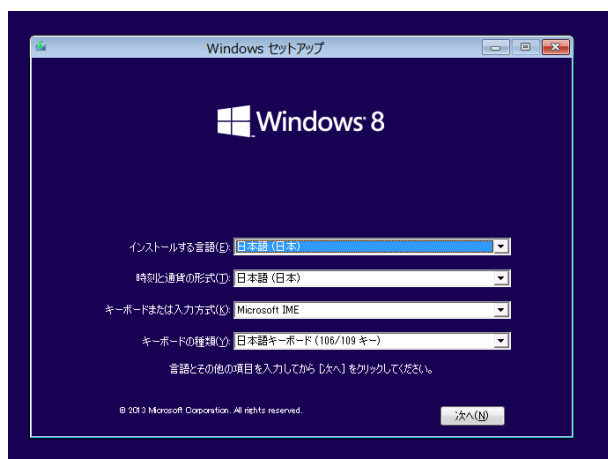 Windows セットアップ
Windows 8
インストールする言語(E): 日本語 (日本)
時刻と通貨の形式(T): 日本語 (日本)
キーボードまたは入力方式(K): Microsoft IME
キーボードの種類(Y): 日本語キーボード (106/109 キー)
言語とその他の項目を入力してから [次へ] をクリックしてください。
© 2013 Microsoft Corporation. All rights reserved.
次へ(N)